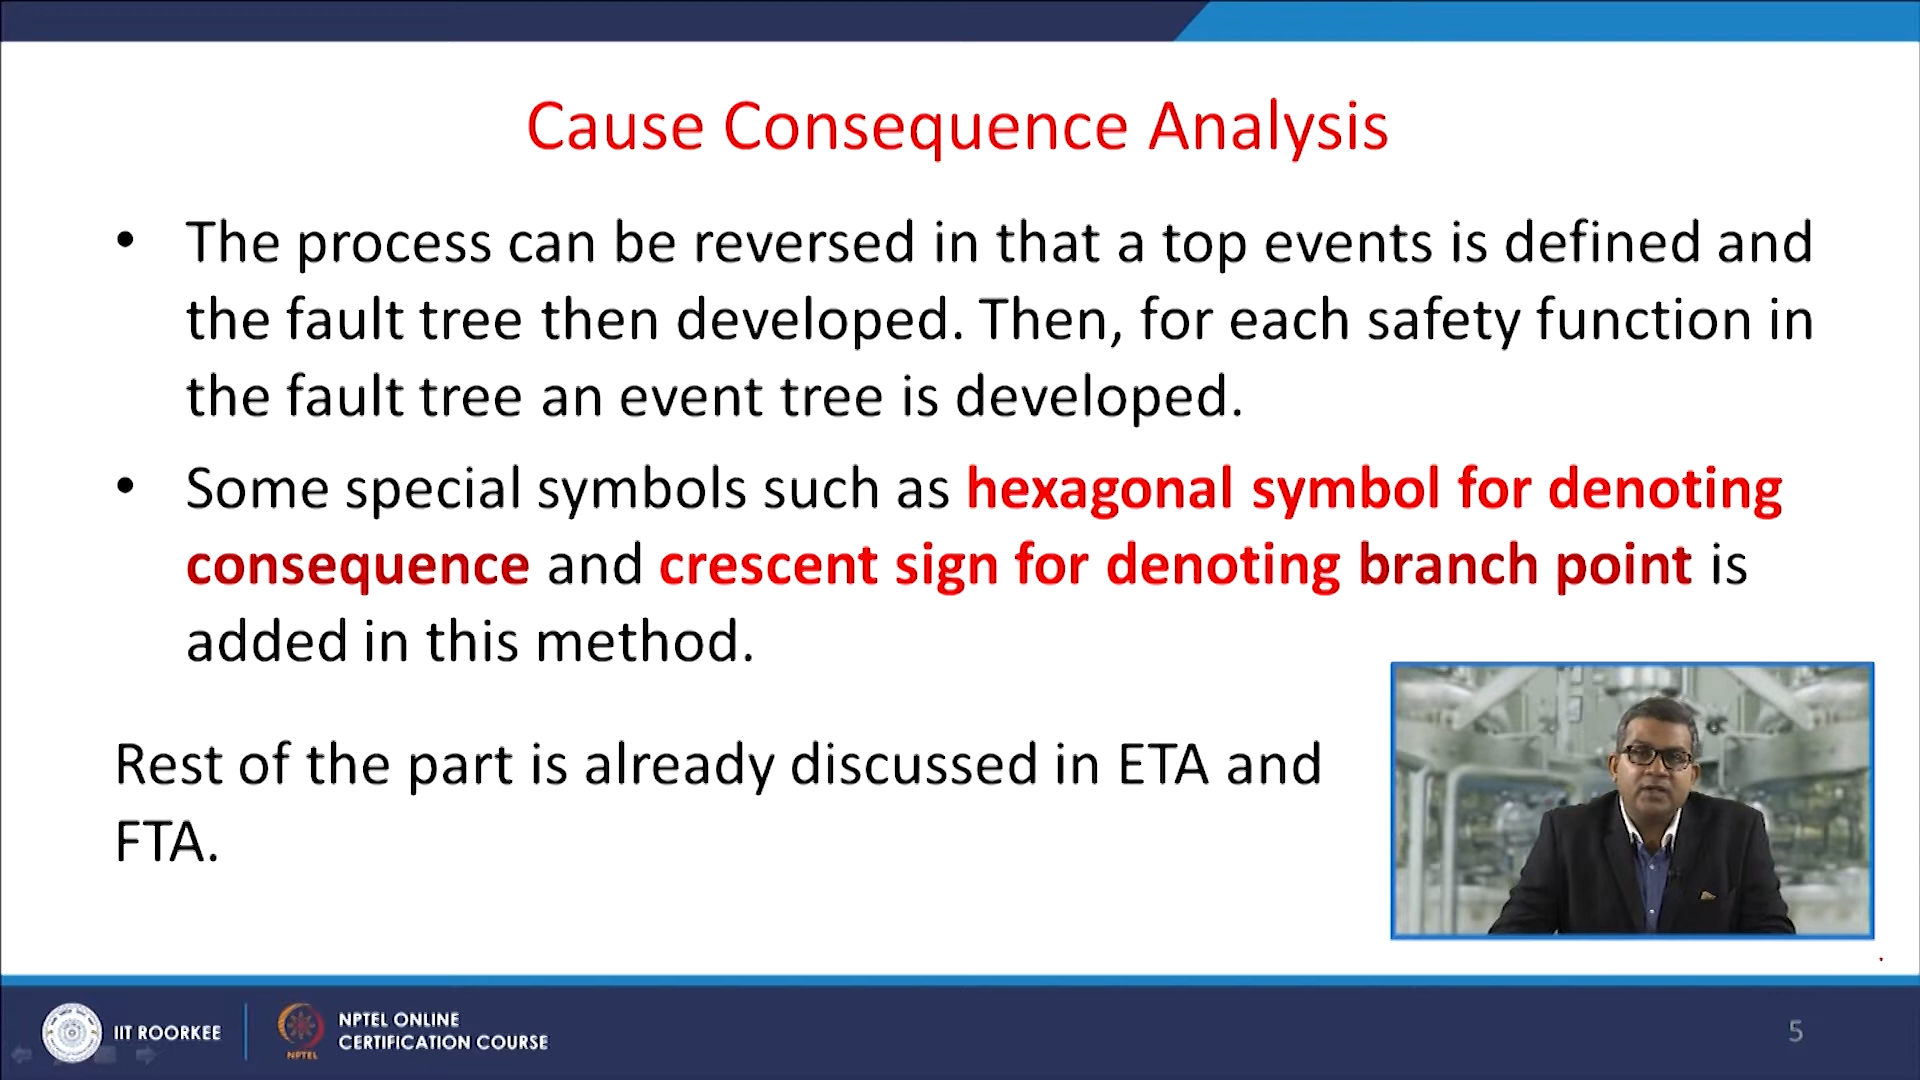 Cause Consequence Analysis
• The process can be reversed in that a top events is defined and
the fault tree then developed. Then, for each safety function in
the fault tree an event tree is developed.
• Some special symbols such as hexagonal symbol for denoting
consequence and crescent sign for denoting branch point is
added in this method.
Rest of the part is already discussed in ETA and
FTA.
IIT ROORKEE
NPTEL
NPTEL ONLINE
CERTIFICATION COURSE
5